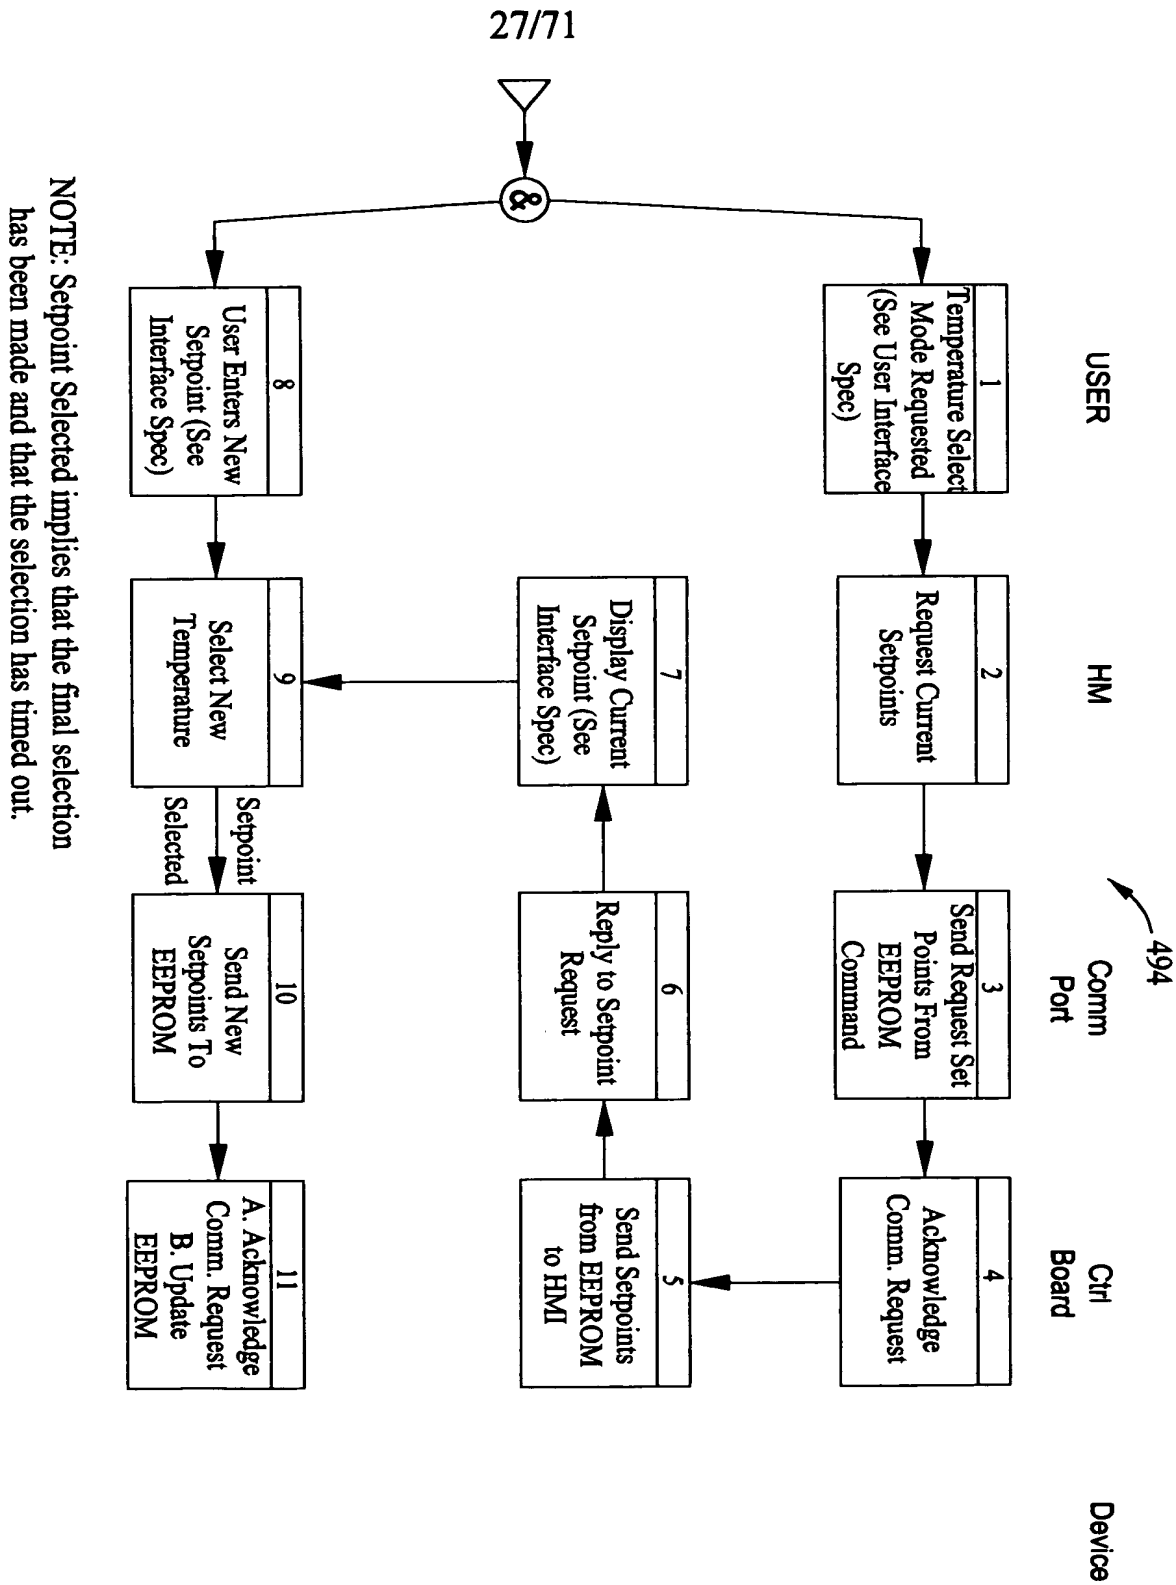 27/71
494
USER
HM
Comm
Port
Ctrl
Board
Device
&
1
Temperature Select
Mode Requested
(See User Interface
Spec)
2
Request Current
Setpoints
3
Send Request Set
Points From
EEPROM
Command
4
Acknowledge
Comm. Request
5
Send Setpoints
from EEPROM
to HMI
6
Reply to Setpoint
Request
7
Display Current
Setpoint (See
Interface Spec)
8
User Enters New
Setpoint (See
Interface Spec)
9
Select New
Temperature
Setpoint
Selected
10
Send New
Setpoints To
EEPROM
11
A. Acknowledge
Comm. Request
B. Update
EEPROM
NOTE: Setpoint Selected implies that the final selection
has been made and that the selection has timed out.